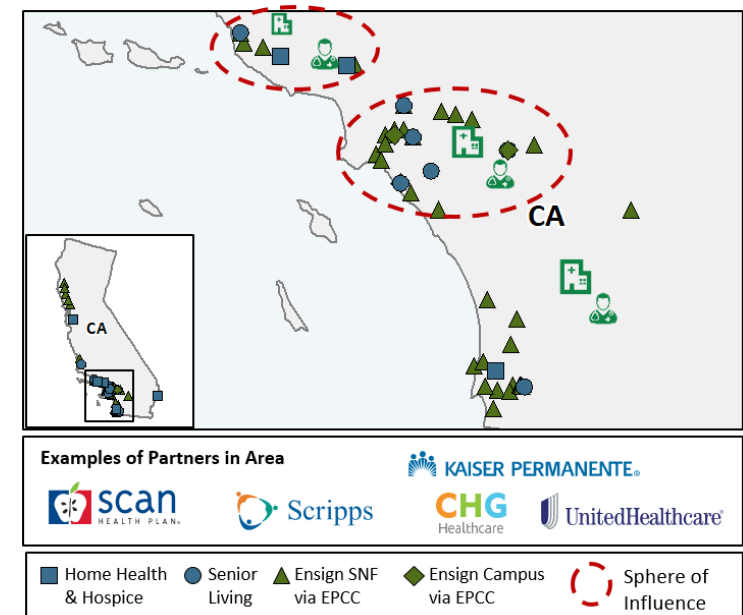 CA
CA
Examples of Partners in Area
KAISER PERMANENTE®
SCAN
HEALTH PLAN®
Scripps
CHG
Healthcare
UnitedHealthcare®
Home Health
& Hospice
Senior
Living
Ensign SNF
via EPCC
Ensign Campus
via EPCC
Sphere of
Influence